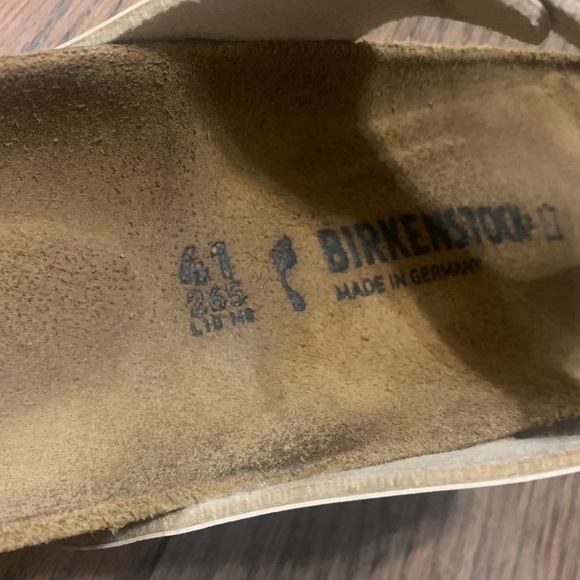 41
265
L10 M8
BIRKENSTOCK
MADE IN GERMANY